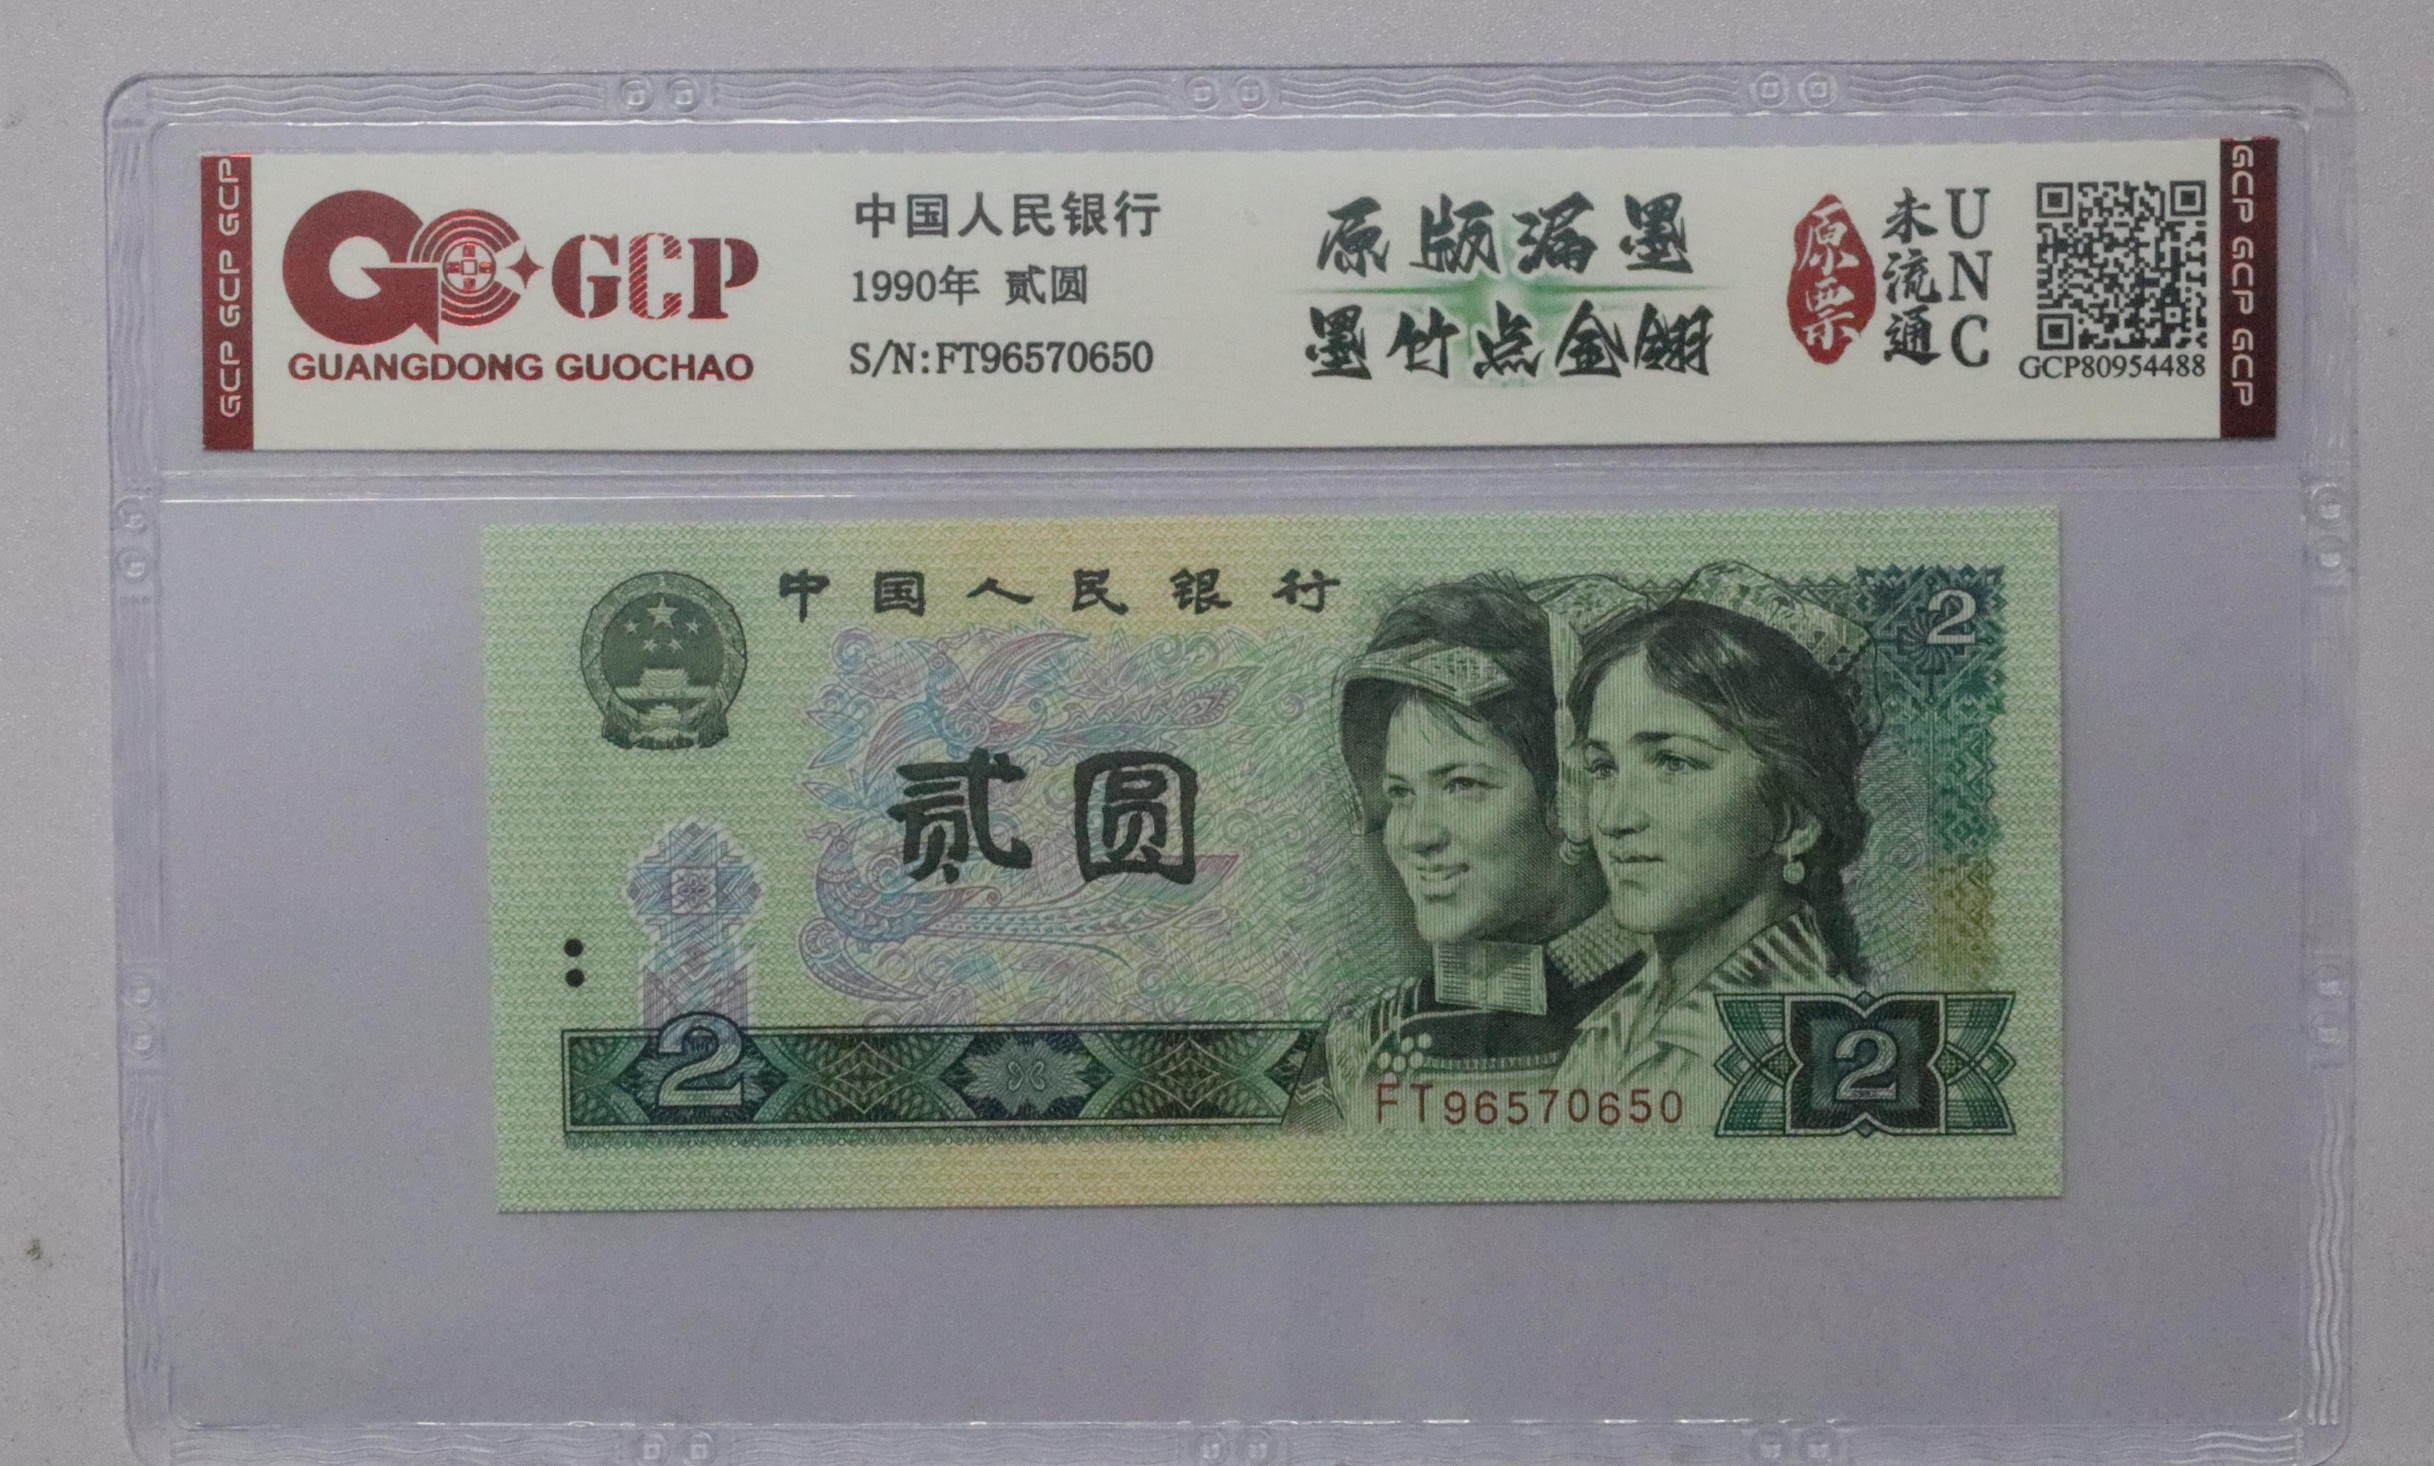 GCP GCP GCP
GCP
GUANGDONG GUOCHAO
中国人民银行
1990年 贰圆
S/N:FT96570650
原版漏墨
墨竹点金翎
原票
未流通
UNC
GCP80954488
GCP GCP GCP
中国人民银行
2
贰圆
2
2
FT96570650